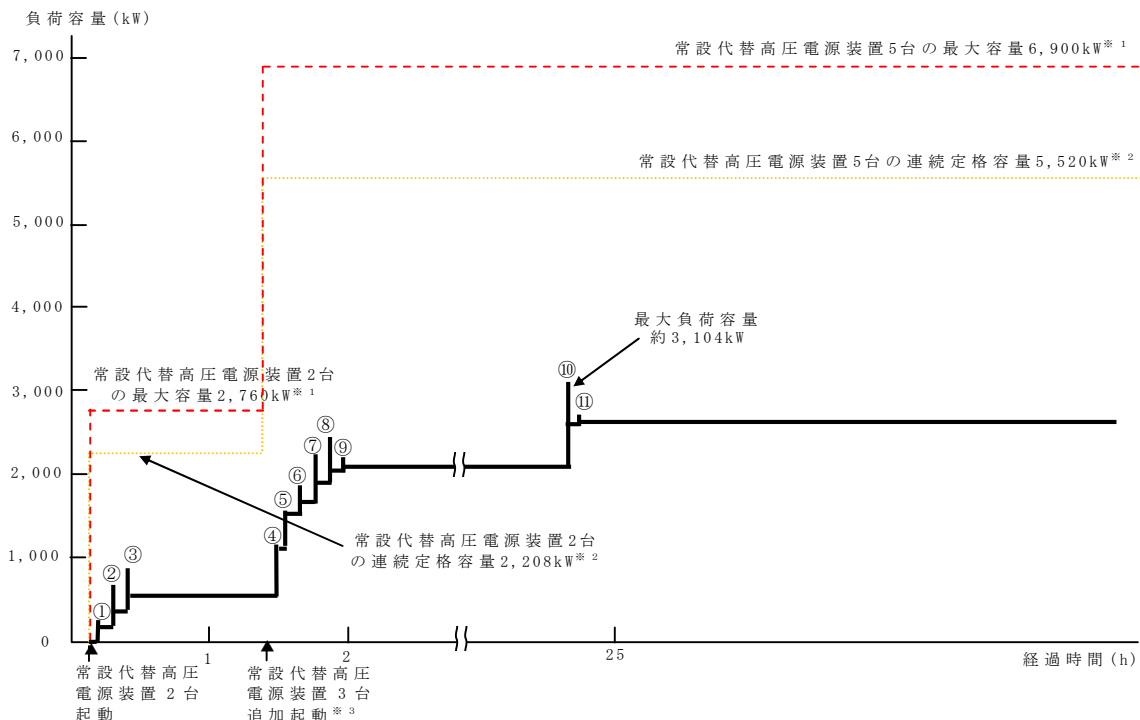 負荷容量(kW)
7,000
常設代替高圧電源装置5台の最大容量6,900kW※1
6,000
常設代替高圧電源装置5台の連続定格容量5,520kW※2
5,000
4,000
最大負荷容量
約3,104kW
⑩
⑪
3,000
常設代替高圧電源装置2台
の最大容量2,760kW※1
⑧
⑦
⑨
2,000
⑥
⑤
④
常設代替高圧電源装置2台
の連続定格容量2,208kW※2
1,000
③
②
①
0
1
2
25
経過時間(h)
常設代替高圧
電源装置2台
起動
常設代替高圧
電源装置3台
追加起動※3